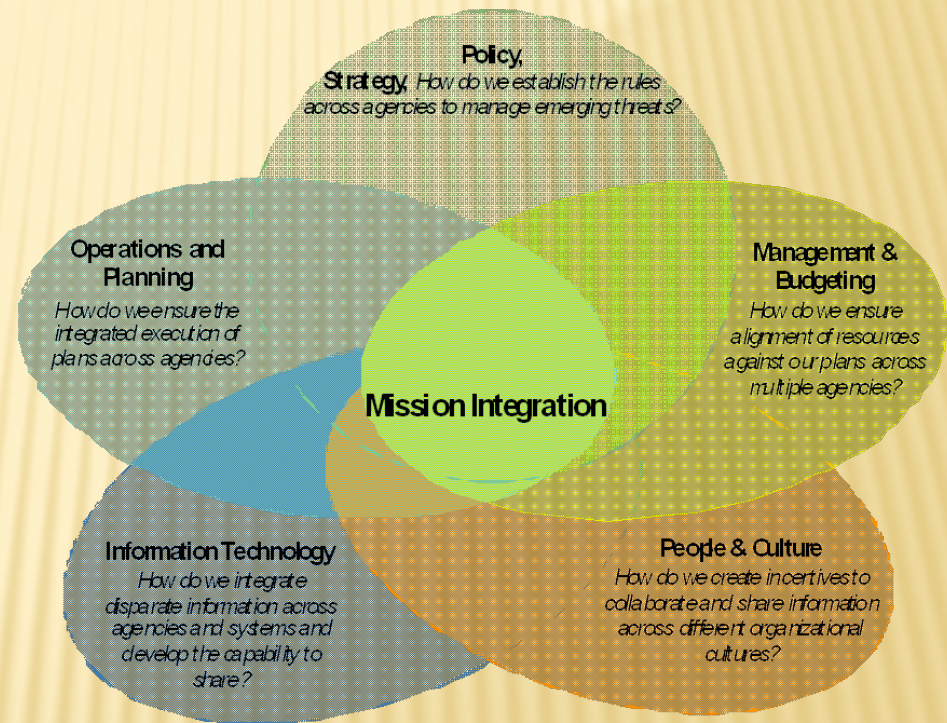 Policy,
Strategy, How do we establish the rules
across agencies to manage emerging threats?
Operations and
Planning
How do we ensure the
integrated execution of
plans across agencies?
Management &
Budgeting
How do we ensure
alignment of resources
against our plans across
multiple agencies?
Mission Integration
Information Technology
How do we integrate
disparate information across
agencies and systems and
develop the capability to
share?
People & Culture
How do we create incentives to
collaborate and share information
across different organizational
cultures?